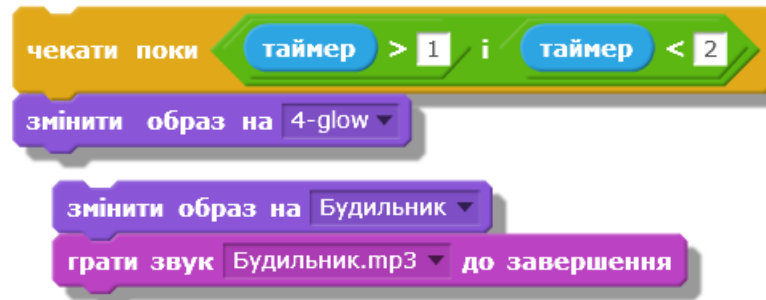 чекати поки таймер > 1 і таймер < 2
змінити образ на 4-glow
змінити образ на Будильник
грати звук Будильник.mp3 до завершення